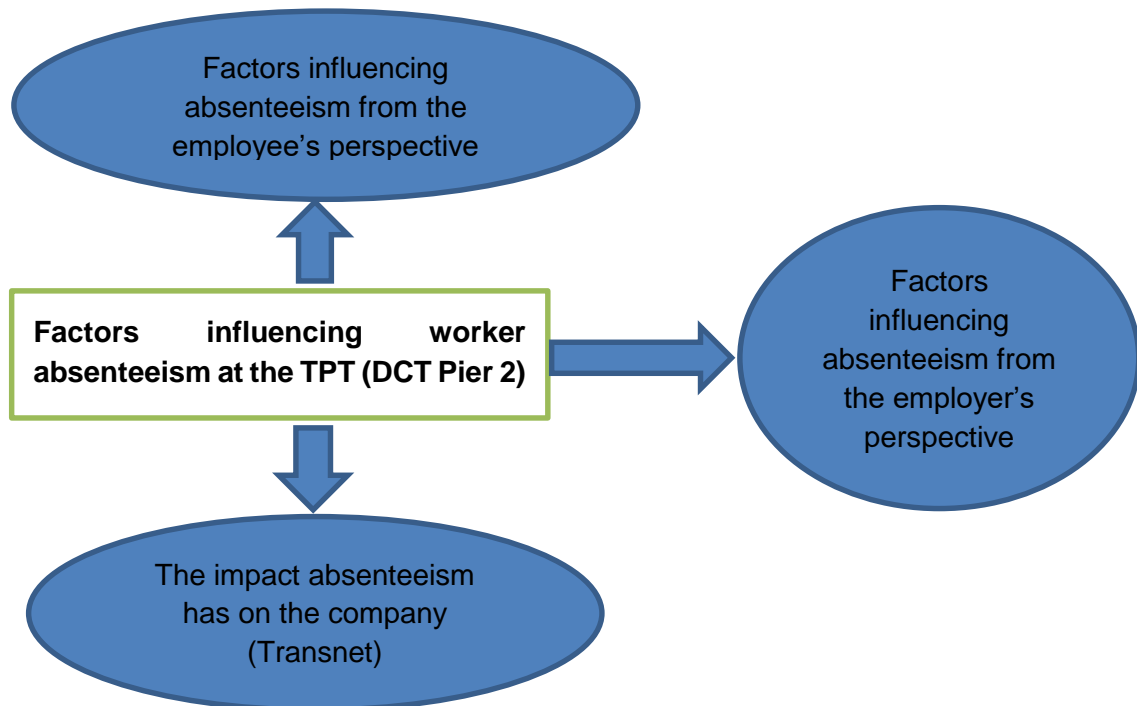 Factors influencing
absenteeism from the
employee’s perspective
Factors influencing worker
absenteeism at the TPT (DCT Pier 2)
Factors
influencing
absenteeism from
the employer’s
perspective
The impact absenteeism
has on the company
(Transnet)